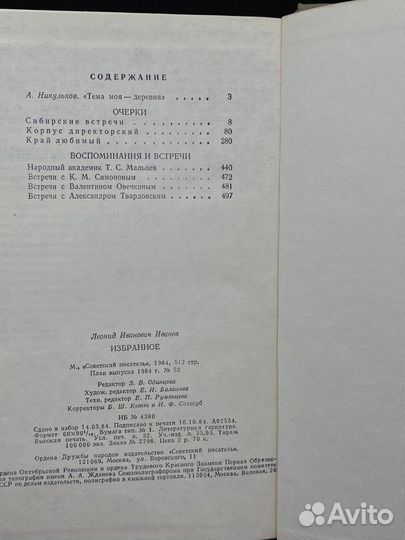 СОДЕРЖАНИЕ
А. Никульков. «Тема моя — деревня» . . . . . 3
ОЧЕРКИ
Сибирские встречи . . . . . . . 8
Корпус директорский . . . . . . . 80
Край любимый . . . . . . . . 280
ВОСПОМИНАНИЯ И ВСТРЕЧИ
Народный академик Т. С. Мальцев . . . . 440
Встречи с К. М. Симоновым . . . . . 472
Встречи с Валентином Овечкиным . . . . 481
Встречи с Александром Твардовским . . . . 497
Леонид Иванович Иванов
ИЗБРАННОЕ
М., «Советский писатель», 1984, 512 стр.
План выпуска 1984 г. № 52
Редактор З. В. Одинцова
Худож. редактор Е. И. Балашева
Техн. редактор Е. П. Румянцева
Корректоры Б. Ш. Котт и И. Ф. Сологуб
ИБ № 4380
Сдано в набор 14.03.84. Подписано к печати 10.10.84. А02554.
Формат 60×90¹/₁₆. Бумага тип. № 1. Литературная гарнитура.
Высокая печать. Усл. печ. л. 32. Уч.-изд. л. 35,93. Тираж
100 000 экз. Заказ № 2798. Цена 2 р. 70 к.
Ордена Дружбы народов издательство «Советский писатель».
121069, Москва, ул. Воровского, 11
рдена Октябрьской Революции и ордена Трудового Красного Знамени Первая Образцо-
ая типография имени А. А. Жданова Союзполиграфпрома при Государственном комитете
ССР по делам издательств, полиграфии и книжной торговли. 113054, Москва, Валовая, 28
Avito